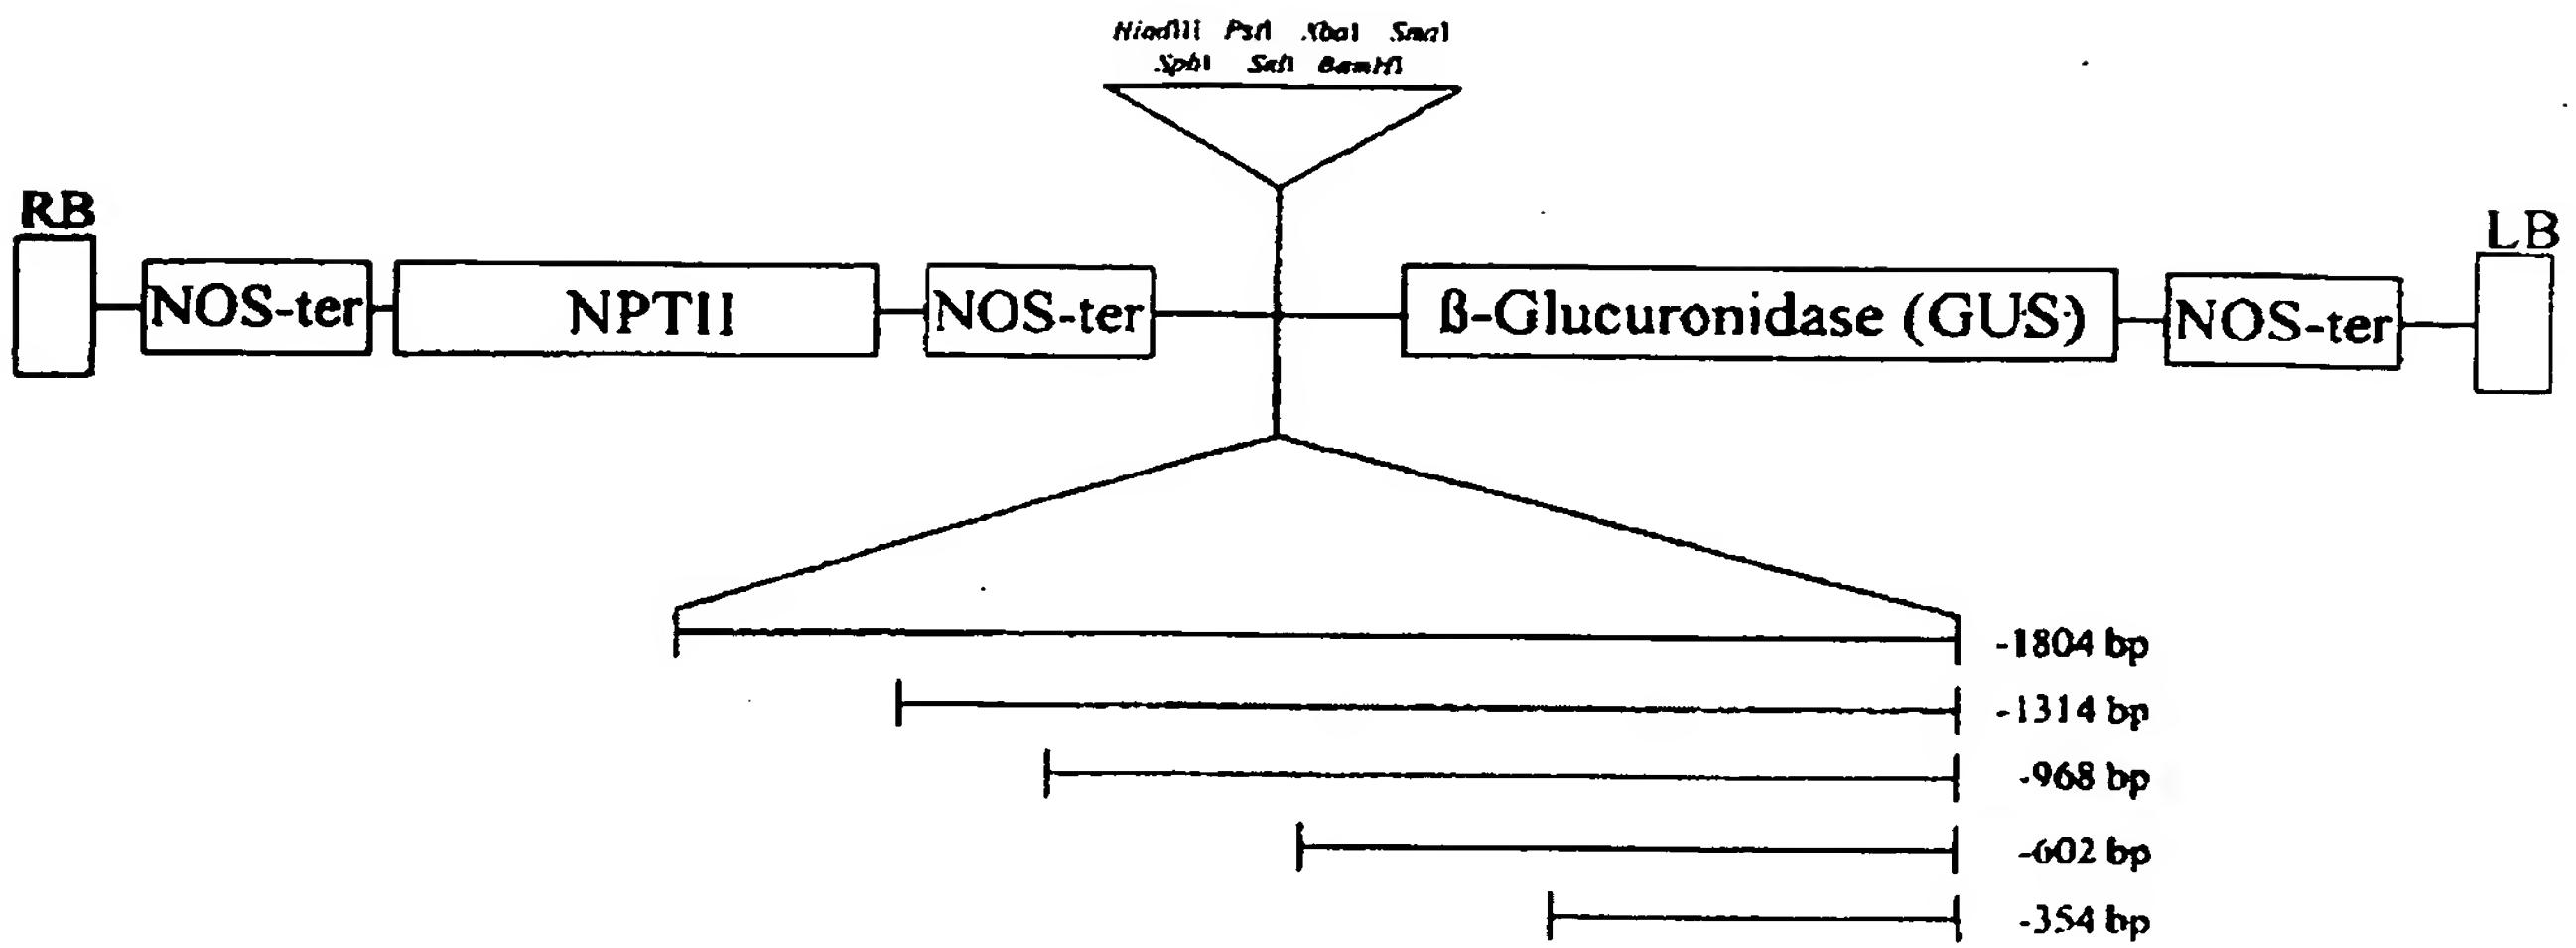 HindIII PstI XbaI SmaI
SphI SalI BamHI
RB
LB
NOS-ter
NPTII
NOS-ter
ß-Glucuronidase (GUS)
NOS-ter
-1804 bp
-1314 bp
-968 bp
-602 bp
-354 bp